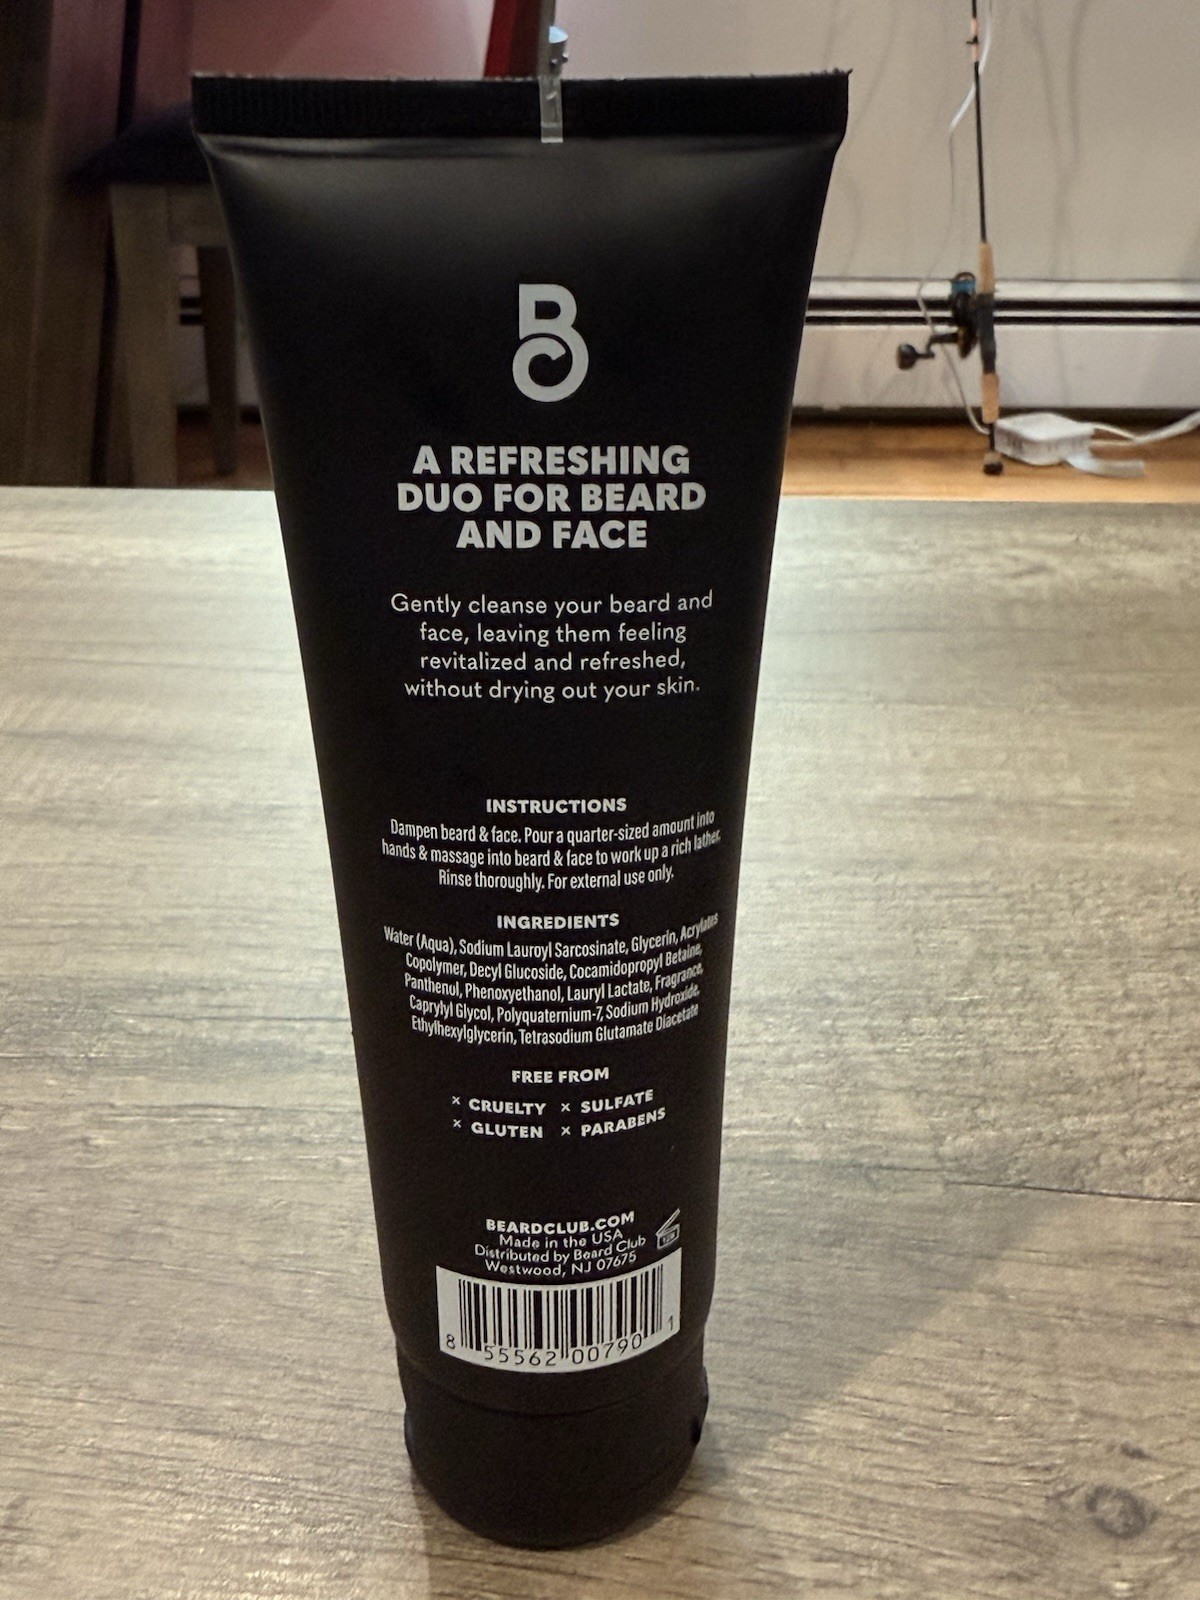 BC
A REFRESHING
DUO FOR BEARD
AND FACE
Gently cleanse your beard and
face, leaving them feeling
revitalized and refreshed,
without drying out your skin.
INSTRUCTIONS
Dampen beard & face. Pour a quarter-sized amount into
hands & massage into beard & face to work up a rich lather.
Rinse thoroughly. For external use only.
INGREDIENTS
Water (Aqua), Sodium Lauroyl Sarcosinate, Glycerin, Acrylates
Copolymer, Decyl Glucoside, Cocamidopropyl Betaine,
Panthenol, Phenoxyethanol, Lauryl Lactate, Fragrance,
Caprylyl Glycol, Polyquaternium-7, Sodium Hydroxide,
Ethylhexylglycerin, Tetrasodium Glutamate Diacetate
FREE FROM
× CRUELTY × SULFATE
× GLUTEN × PARABENS
BEARDCLUB.COM
Made in the USA
Distributed by Beard Club
Westwood, NJ 07675
8 55562 00790 1